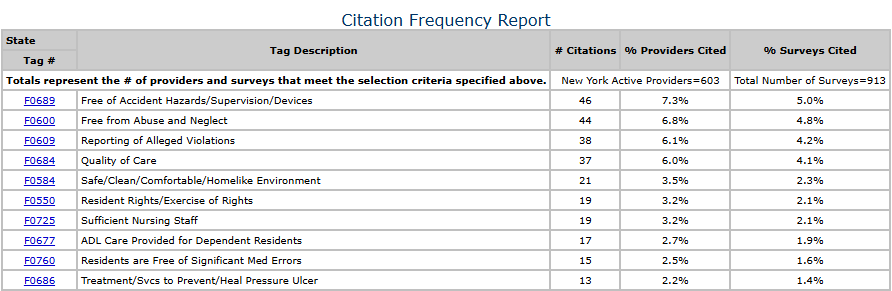 Citation Frequency Report
State
Tag # Tag Description # Citations % Providers Cited % Surveys Cited
Totals represent the # of providers and surveys that meet the selection criteria specified above. New York Active Providers=603 Total Number of Surveys=913
F0689 Free of Accident Hazards/Supervision/Devices 46 7.3% 5.0%
F0600 Free from Abuse and Neglect 44 6.8% 4.8%
F0609 Reporting of Alleged Violations 38 6.1% 4.2%
F0684 Quality of Care 37 6.0% 4.1%
F0584 Safe/Clean/Comfortable/Homelike Environment 21 3.5% 2.3%
F0550 Resident Rights/Exercise of Rights 19 3.2% 2.1%
F0725 Sufficient Nursing Staff 19 3.2% 2.1%
F0677 ADL Care Provided for Dependent Residents 17 2.7% 1.9%
F0760 Residents are Free of Significant Med Errors 15 2.5% 1.6%
F0686 Treatment/Svcs to Prevent/Heal Pressure Ulcer 13 2.2% 1.4%